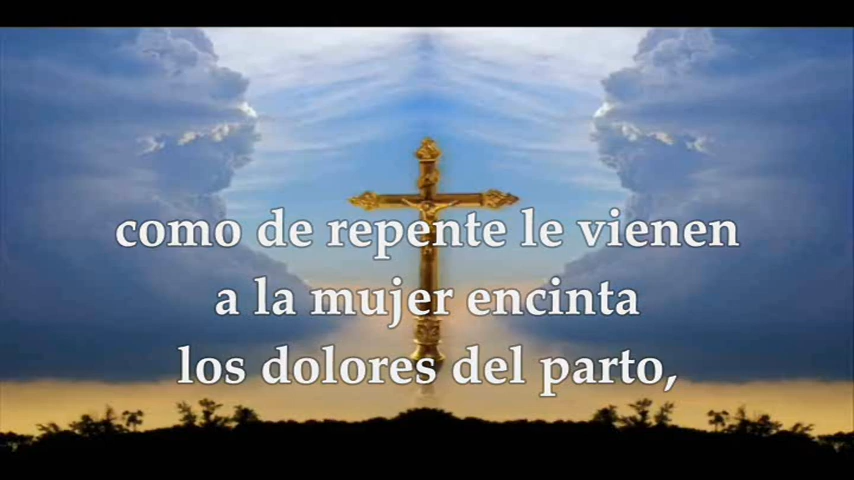 como de repente le vienen
a la mujer encinta
los dolores del parto,